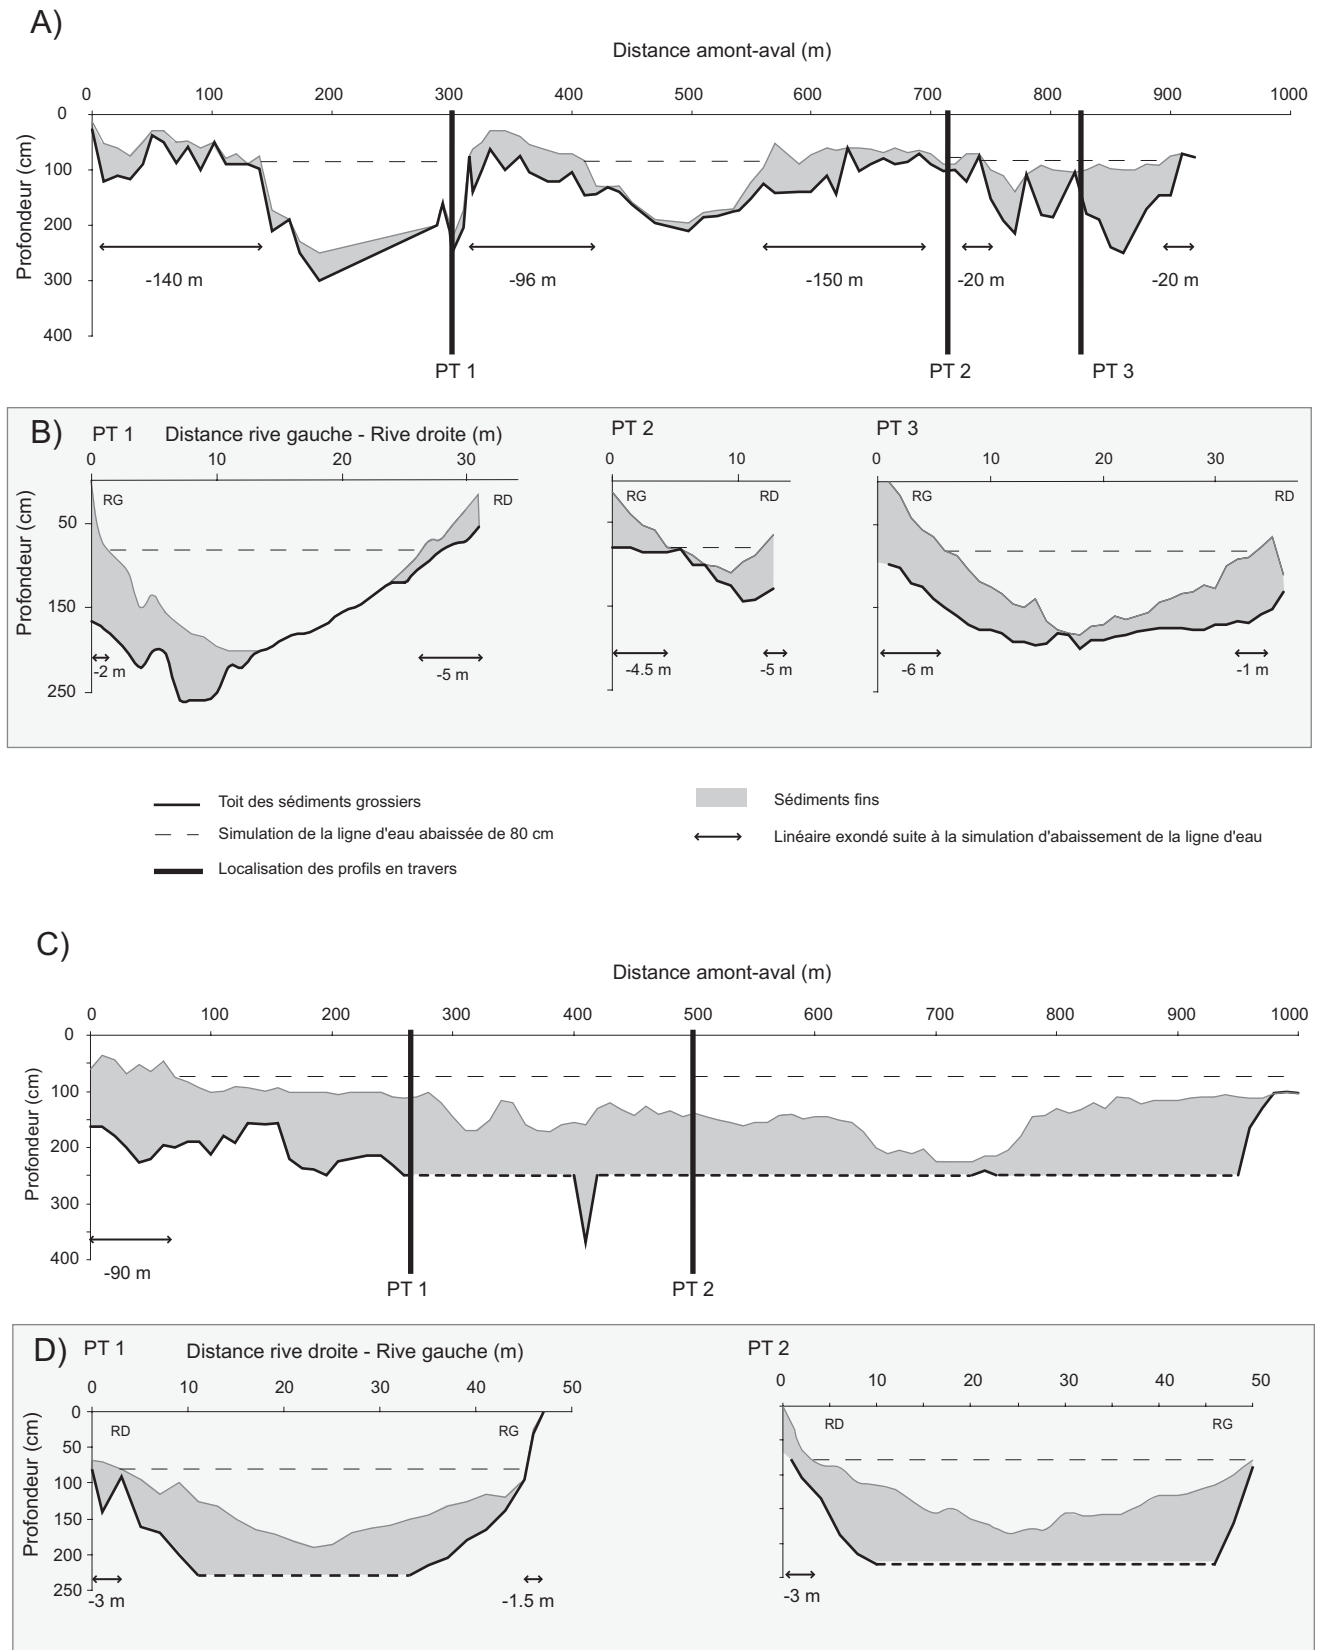 A)
Distance amont-aval (m)
0 100 200 300 400 500 600 700 800 900 1000
Profondeur (cm)
0
100
200
300
400
-140 m
-96 m
-150 m
-20 m
-20 m
PT 1
PT 2
PT 3
B)
PT 1
Distance rive gauche - Rive droite (m)
0 10 20 30
RG
RD
Profondeur (cm)
50
150
250
-2 m
-5 m
PT 2
0 10
RG
RD
-4.5 m
-5 m
PT 3
0 10 20 30
RG
RD
-6 m
-1 m
Toit des sédiments grossiers
Simulation de la ligne d'eau abaissée de 80 cm
Localisation des profils en travers
Sédiments fins
Linéaire exondé suite à la simulation d'abaissement de la ligne d'eau
C)
Distance amont-aval (m)
0 100 200 300 400 500 600 700 800 900 1000
Profondeur (cm)
0
100
200
300
400
-90 m
PT 1
PT 2
D)
PT 1
Distance rive droite - Rive gauche (m)
0 10 20 30 40 50
Profondeur (cm)
0
50
100
150
200
250
RD
RG
-3 m
-1.5 m
PT 2
0 10 20 30 40 50
RD
RG
-3 m